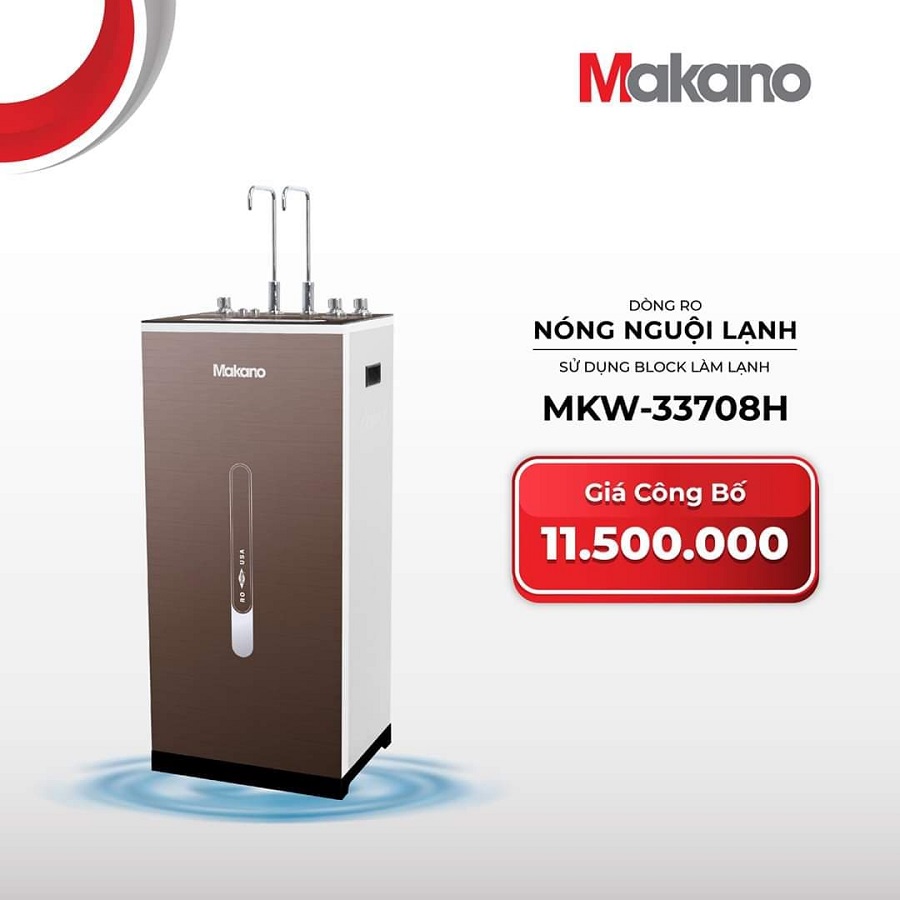 Makano
DÒNG RO
NÓNG NGUỘI LẠNH
SỬ DỤNG BLOCK LÀM LẠNH
MKW-33708H
Giá Công Bố
11.500.000
Makano
RO USA